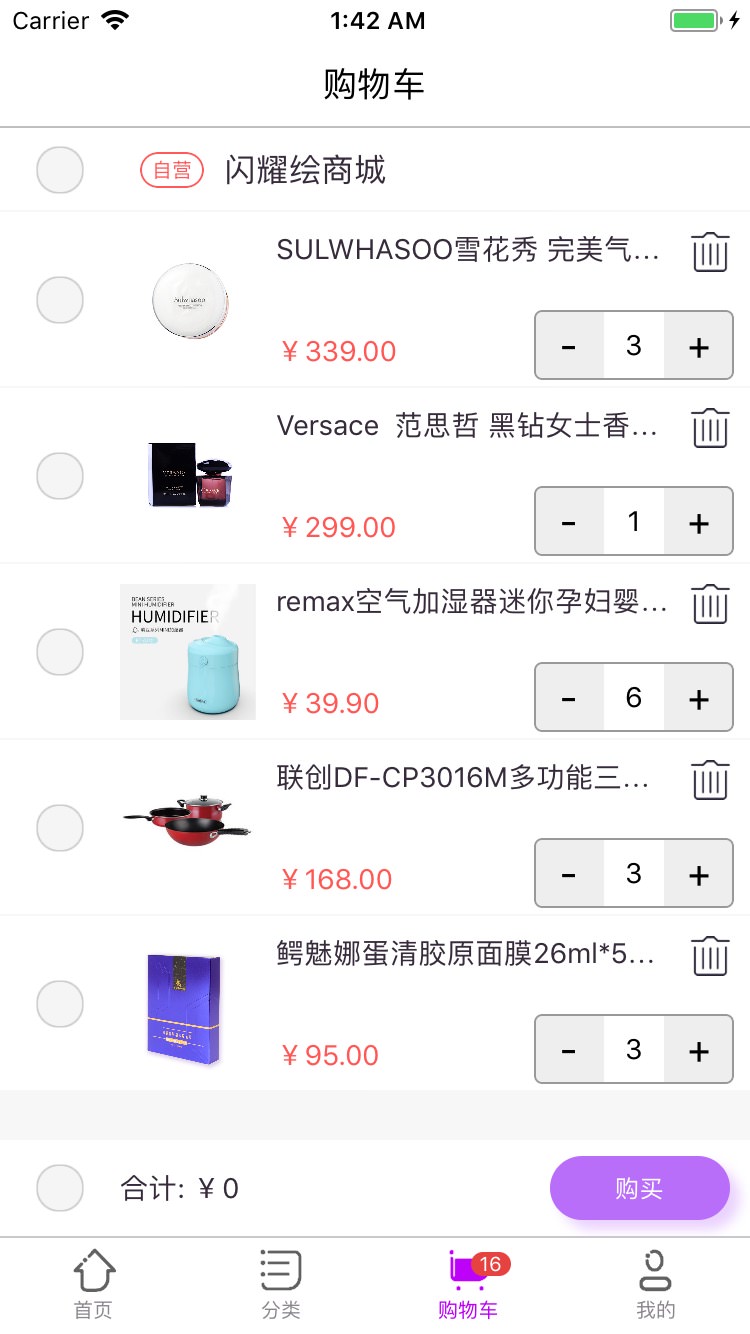 Carrier 1:42 AM
购物车
自营 闪耀绘商城
SULWHASOO雪花秀 完美气...
Sulwhasoo
¥ 339.00
- 3 +
Versace 范思哲 黑钻女士香...
¥ 299.00
- 1 +
BEAN SERIES
MINI HUMIDIFIER
HUMIDIFIER
remax空气加湿器迷你孕妇婴...
¥ 39.90
- 6 +
联创DF-CP3016M多功能三...
¥ 168.00
- 3 +
鳄魅娜蛋清胶原面膜26ml*5...
¥ 95.00
- 3 +
合计: ¥ 0 购买
16
首页 分类 购物车 我的